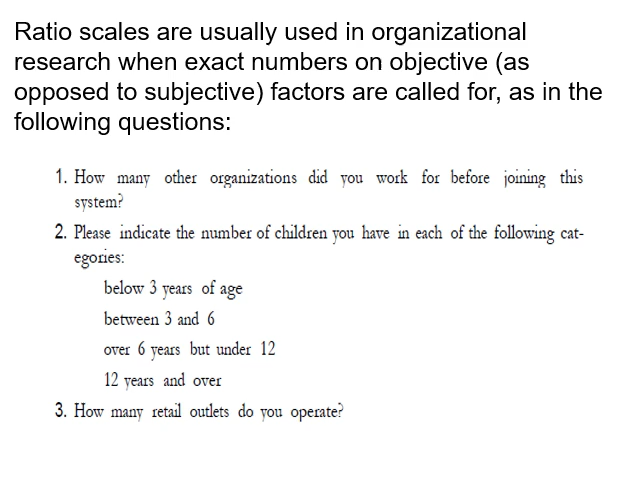 Ratio scales are usually used in organizational
research when exact numbers on objective (as
opposed to subjective) factors are called for, as in the
following questions:
1. How many other organizations did you work for before joining this
system?
2. Please indicate the number of children you have in each of the following cat-
egories:
below 3 years of age
between 3 and 6
over 6 years but under 12
12 years and over
3. How many retail outlets do you operate?